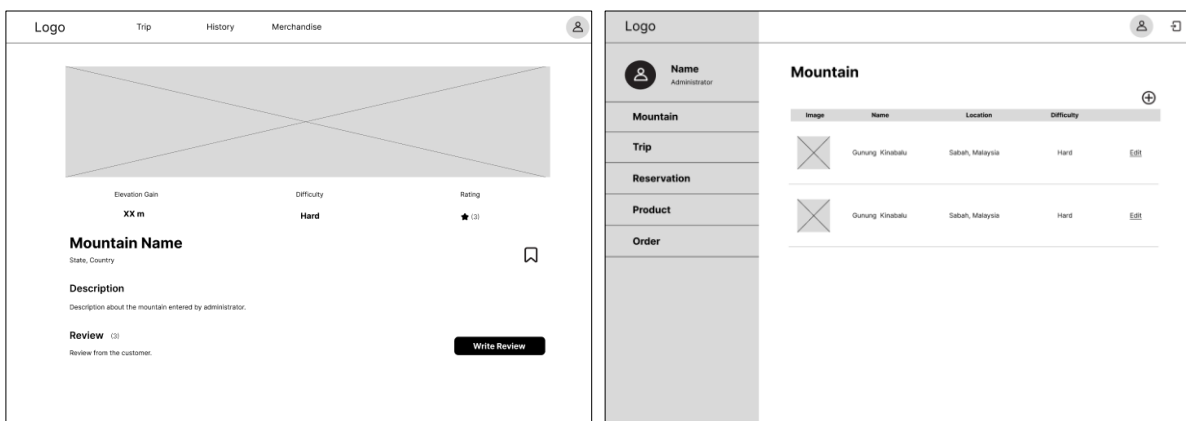 Logo Trip History Merchandise
Elevation Gain Difficulty Rating
XX m Hard (3)
Mountain Name
State, Country
Description
Description about the mountain entered by administrator.
Review (3)
Review from the customer.
Write Review
Logo
Name
Administrator
Mountain
Trip
Reservation
Product
Order
Mountain
Image Name Location Difficulty
Gunung Kinabalu Sabah, Malaysia Hard Edit
Gunung Kinabalu Sabah, Malaysia Hard Edit